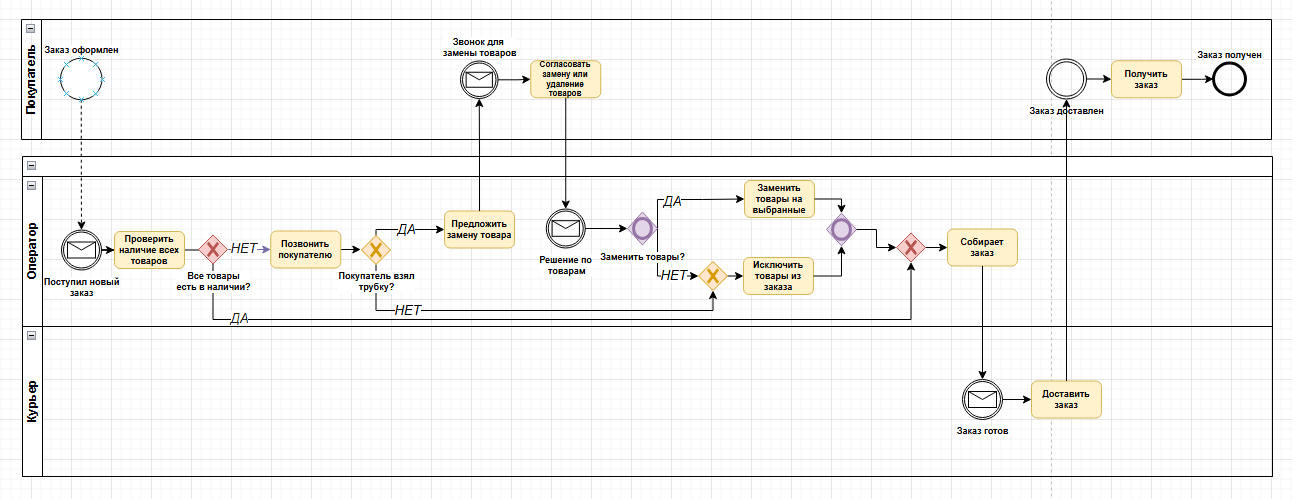 Покупатель
Заказ оформлен
Звонок для
замены товаров
Согласовать
замену или
удаление
товаров
Заказ доставлен
Получить
заказ
Заказ получен
Оператор
Поступил новый
заказ
Проверить
наличие всех
товаров
Все товары
есть в наличии?
НЕТ
ДА
Позвонить
покупателю
Покупатель взял
трубку?
ДА
НЕТ
Предложить
замену товара
Решение по
товарам
Заменить товары?
ДА
НЕТ
Заменить
товары на
выбранные
Исключить
товары из
заказа
Собирает
заказ
Курьер
Заказ готов
Доставить
заказ